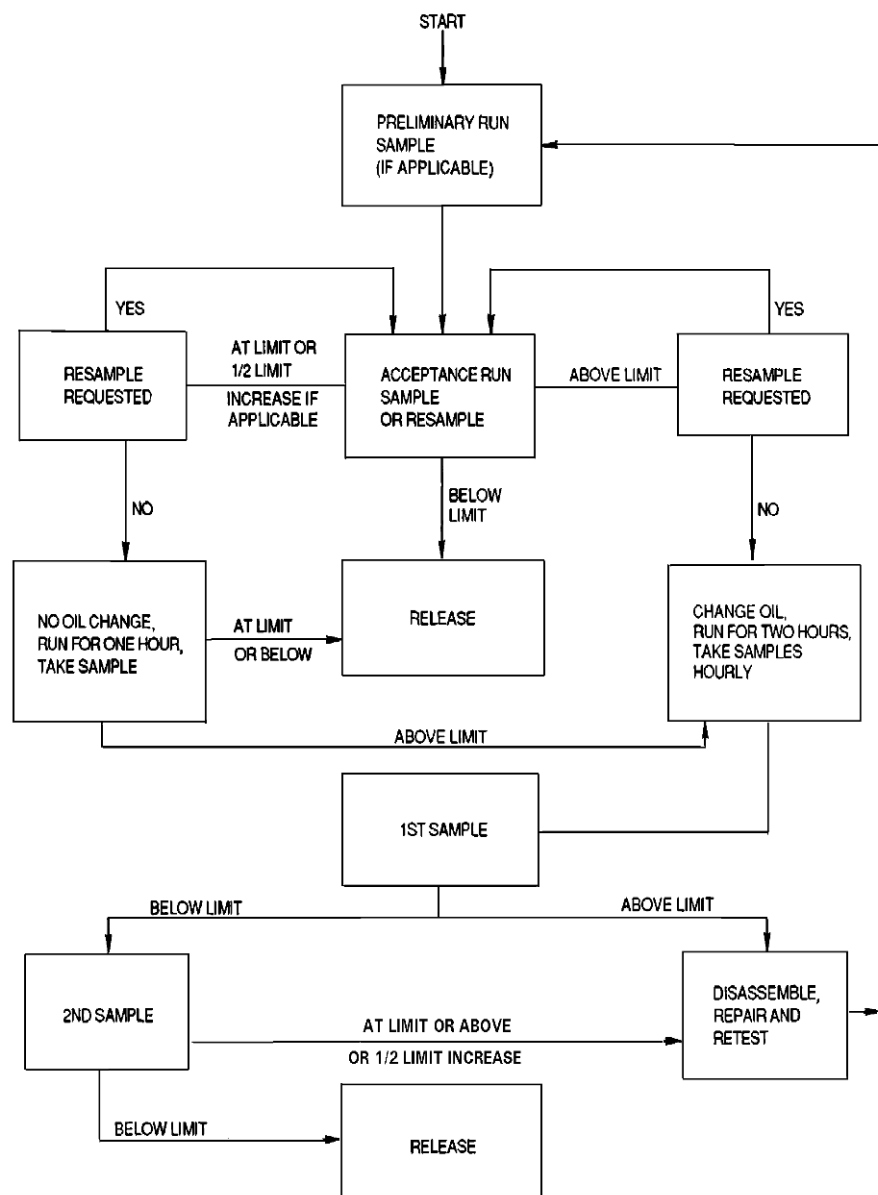 START
PRELIMINARY RUN
SAMPLE
(IF APPLICABLE)
YES
YES
RESAMPLE
REQUESTED
AT LIMIT OR
1/2 LIMIT
INCREASE IF
APPLICABLE
ACCEPTANCE RUN
SAMPLE
OR RESAMPLE
ABOVE LIMIT
RESAMPLE
REQUESTED
NO
BELOW
LIMIT
NO
NO OIL CHANGE,
RUN FOR ONE HOUR,
TAKE SAMPLE
AT LIMIT
OR BELOW
RELEASE
CHANGE OIL,
RUN FOR TWO HOURS,
TAKE SAMPLES
HOURLY
ABOVE LIMIT
1ST SAMPLE
BELOW LIMIT
ABOVE LIMIT
2ND SAMPLE
AT LIMIT OR ABOVE
OR 1/2 LIMIT INCREASE
DISASSEMBLE,
REPAIR AND
RETEST
BELOW LIMIT
RELEASE